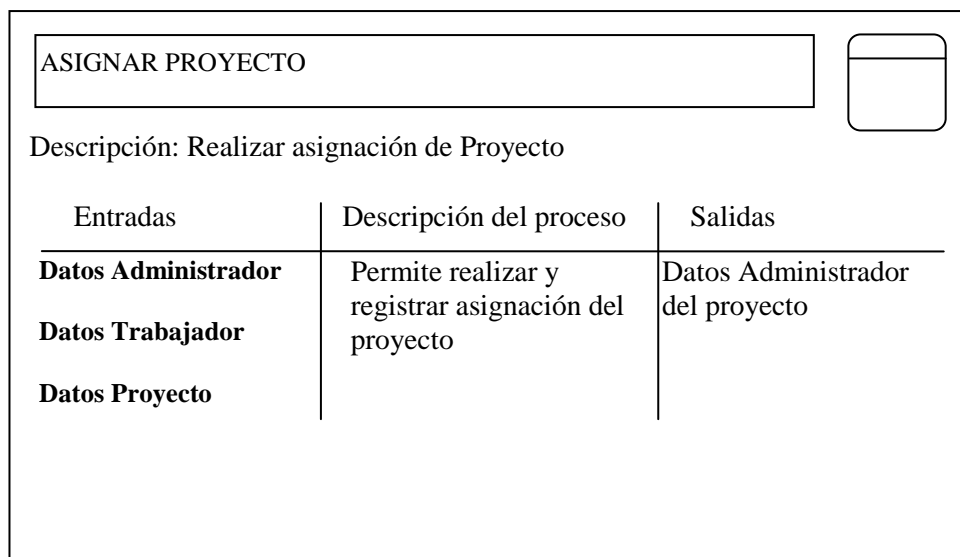 ASIGNAR PROYECTO
Descripción: Realizar asignación de Proyecto
Entradas
Descripción del proceso
Salidas
Datos Administrador
Datos Trabajador
Datos Proyecto
Permite realizar y
registrar asignación del
proyecto
Datos Administrador
del proyecto